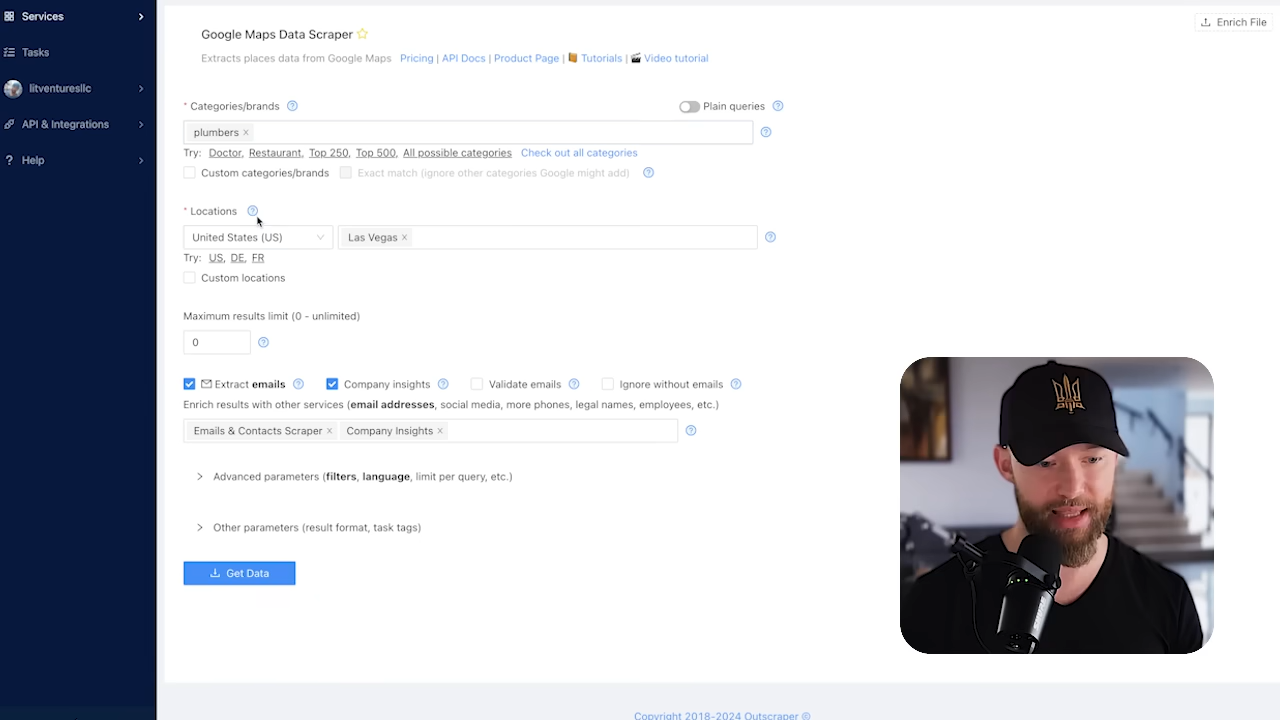 Services
Tasks
litventuresllc
API & Integrations
Help
Enrich File
Google Maps Data Scraper
Extracts places data from Google Maps Pricing | API Docs | Product Page | Tutorials | Video tutorial
* Categories/brands
Plain queries
plumbers ×
Try: Doctor, Restaurant, Top 250, Top 500, All possible categories Check out all categories
Custom categories/brands Exact match (ignore other categories Google might add)
* Locations
United States (US) Las Vegas ×
Try: US, DE, FR
Custom locations
Maximum results limit (0 - unlimited)
0
Extract emails Company insights Validate emails Ignore without emails
Enrich results with other services (email addresses, social media, more phones, legal names, employees, etc.)
Emails & Contacts Scraper × Company Insights ×
Advanced parameters (filters, language, limit per query, etc.)
Other parameters (result format, task tags)
Get Data
Copyright 2018-2024 Outscraper ®